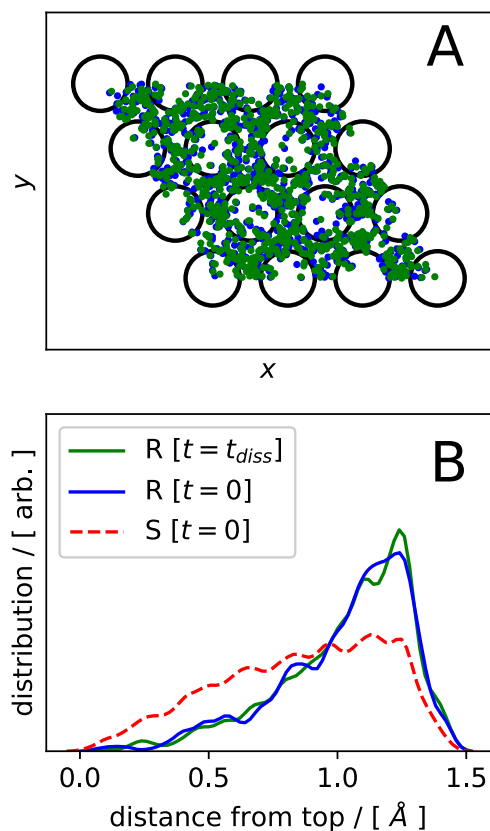 A
y
x
B
R [t = t_diss]
R [t = 0]
S [t = 0]
distribution / [ arb. ]
0.0 0.5 1.0 1.5
distance from top / [ Å ]